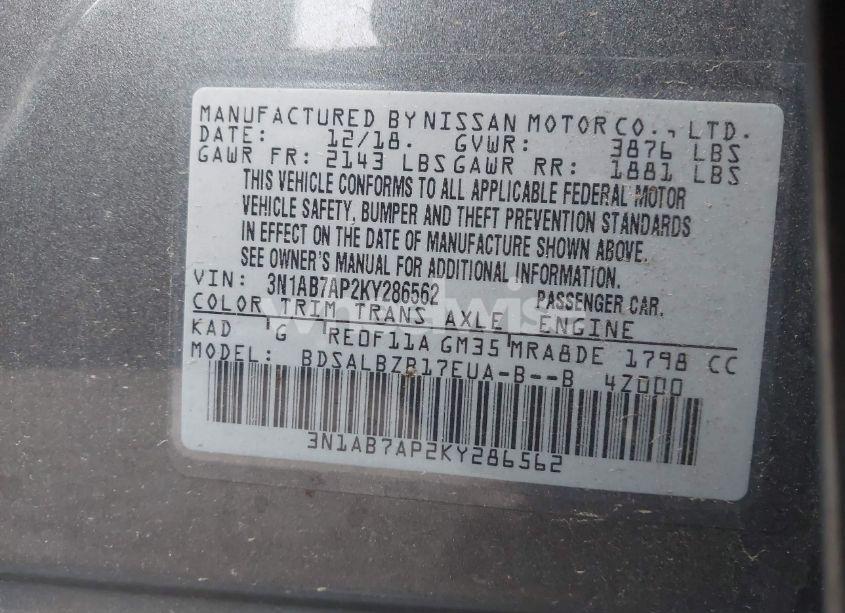 MANUFACTURED BY NISSAN MOTOR CO., LTD.
DATE: 12/18. GVWR: 3876 LBS
GAWR FR: 2143 LBS GAWR RR: 1881 LBS
THIS VEHICLE CONFORMS TO ALL APPLICABLE FEDERAL MOTOR
VEHICLE SAFETY, BUMPER AND THEFT PREVENTION STANDARDS
IN EFFECT ON THE DATE OF MANUFACTURE SHOWN ABOVE.
SEE OWNER'S MANUAL FOR ADDITIONAL INFORMATION.
VIN: 3N1AB7AP2KY286562 PASSENGER CAR.
COLOR TRIM TRANS AXLE ENGINE
KAD G RE0F11A GM35 MRA8DE 1798 CC
MODEL: BDSALBZB17EUA-B--B 4Z000
3N1AB7AP2KY286562